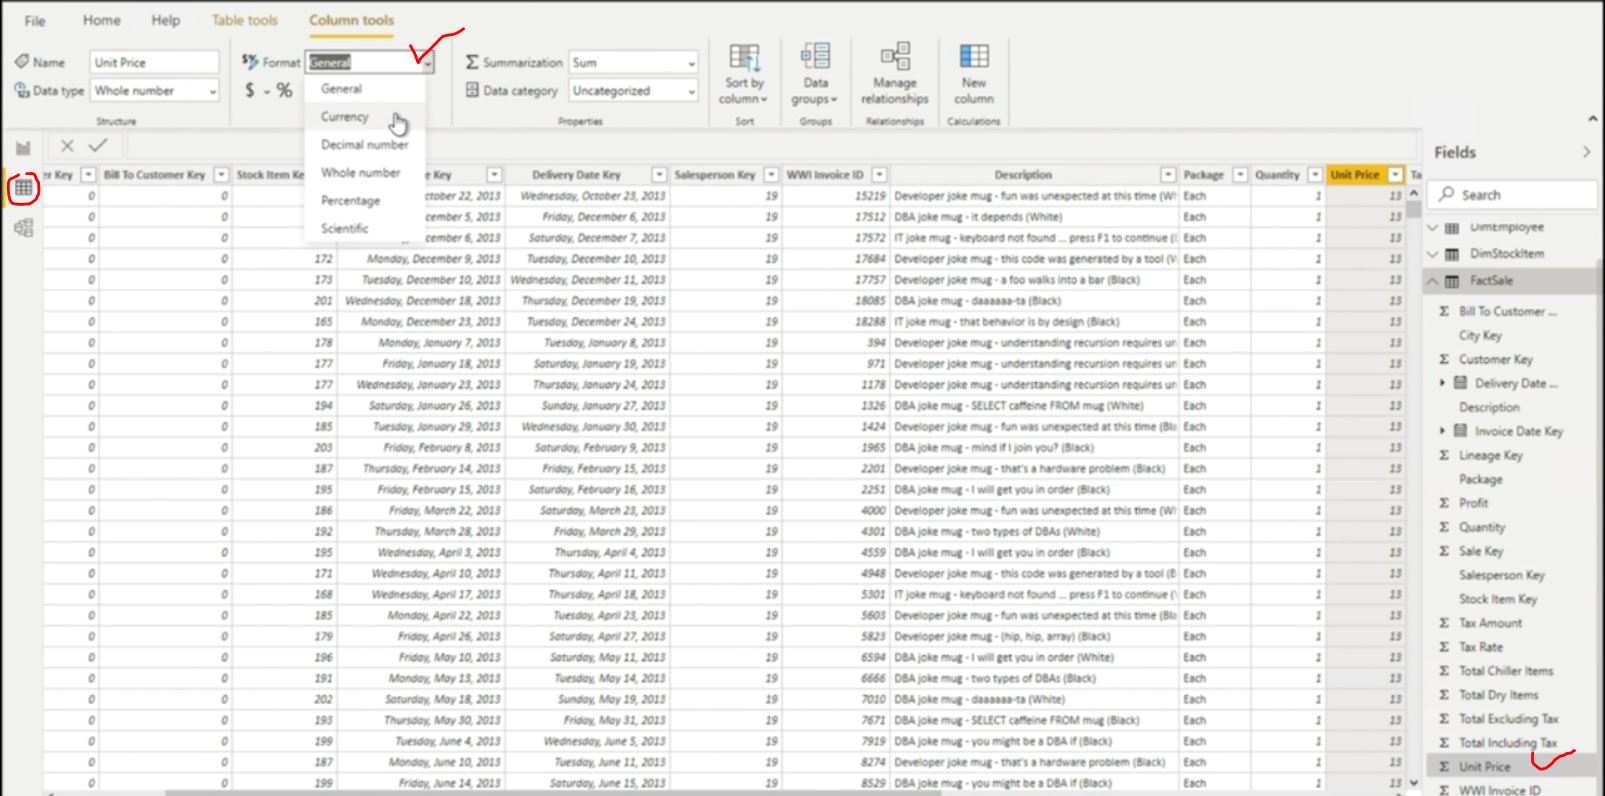 File Home Help Table tools Column tools
Name Unit Price Format General Summarization Sum Sort by column Data groups Manage relationships New column
Data type Whole number $ % Data category Uncategorized
Structure Properties Sort Groups Relationships Calculations
General
Currency
Decimal number
Whole number
Percentage
Scientific
er Key Bill To Customer Key Stock Item Ke e Key Delivery Date Key Salesperson Key WWI Invoice ID Description Package Quantity Unit Price Ta
0 0 ctober 22, 2013 Wednesday, October 23, 2013 19 15219 Developer joke mug - fun was unexpected at this time (W Each 1 13
0 0 cember 5, 2013 Friday, December 6, 2013 19 17512 DBA joke mug - it depends (White) Each 1 13
0 0 cember 6, 2013 Saturday, December 7, 2013 19 17572 IT joke mug - keyboard not found ... press F1 to continue ( Each 1 13
0 0 172 Monday, December 9, 2013 Tuesday, December 10, 2013 19 17684 Developer joke mug - this code was generated by a tool ( Each 1 13
0 0 173 Tuesday, December 10, 2013 Wednesday, December 11, 2013 19 17757 Developer joke mug - a foo walks into a bar (Black) Each 1 13
0 0 201 Wednesday, December 18, 2013 Thursday, December 19, 2013 19 18085 DBA joke mug - daaaaaa-ta (Black) Each 1 13
0 0 165 Monday, December 23, 2013 Tuesday, December 24, 2013 19 18288 IT joke mug - that behavior is by design (Black) Each 1 13
0 0 178 Monday, January 7, 2013 Tuesday, January 8, 2013 19 394 Developer joke mug - understanding recursion requires un Each 1 13
0 0 177 Friday, January 18, 2013 Saturday, January 19, 2013 19 971 Developer joke mug - understanding recursion requires un Each 1 13
0 0 177 Wednesday, January 23, 2013 Thursday, January 24, 2013 19 1178 Developer joke mug - understanding recursion requires un Each 1 13
0 0 194 Saturday, January 26, 2013 Sunday, January 27, 2013 19 1326 DBA joke mug - SELECT caffeine FROM mug (White) Each 1 13
0 0 185 Tuesday, January 29, 2013 Wednesday, January 30, 2013 19 1424 Developer joke mug - fun was unexpected at this time (Bla Each 1 13
0 0 203 Friday, February 8, 2013 Saturday, February 9, 2013 19 1965 DBA joke mug - mind if I join you? (Black) Each 1 13
0 0 187 Thursday, February 14, 2013 Friday, February 15, 2013 19 2201 Developer joke mug - that's a hardware problem (Black) Each 1 13
0 0 195 Friday, February 15, 2013 Saturday, February 16, 2013 19 2251 DBA joke mug - I will get you in order (Black) Each 1 13
0 0 186 Friday, March 22, 2013 Saturday, March 23, 2013 19 4000 Developer joke mug - fun was unexpected at this time (W Each 1 13
0 0 192 Thursday, March 28, 2013 Friday, March 29, 2013 19 4301 DBA joke mug - two types of DBAs (White) Each 1 13
0 0 195 Wednesday, April 3, 2013 Thursday, April 4, 2013 19 4559 DBA joke mug - I will get you in order (Black) Each 1 13
0 0 171 Wednesday, April 10, 2013 Thursday, April 11, 2013 19 4948 Developer joke mug - this code was generated by a tool (B Each 1 13
0 0 168 Wednesday, April 17, 2013 Thursday, April 18, 2013 19 5301 IT joke mug - keyboard not found ... press F1 to continue ( Each 1 13
0 0 185 Monday, April 22, 2013 Tuesday, April 23, 2013 19 5603 Developer joke mug - fun was unexpected at this time (Bla Each 1 13
0 0 179 Friday, April 26, 2013 Saturday, April 27, 2013 19 5823 Developer joke mug - (hip, hip, array) (Black) Each 1 13
0 0 196 Friday, May 10, 2013 Saturday, May 11, 2013 19 6594 DBA joke mug - I will get you in order (White) Each 1 13
0 0 191 Monday, May 13, 2013 Tuesday, May 14, 2013 19 6666 DBA joke mug - two types of DBAs (Black) Each 1 13
0 0 202 Saturday, May 18, 2013 Sunday, May 19, 2013 19 7010 DBA joke mug - daaaaaa-ta (White) Each 1 13
0 0 193 Thursday, May 30, 2013 Friday, May 31, 2013 19 7671 DBA joke mug - SELECT caffeine FROM mug (Black) Each 1 13
0 0 199 Tuesday, June 4, 2013 Wednesday, June 5, 2013 19 7919 DBA joke mug - you might be a DBA if (Black) Each 1 13
0 0 187 Monday, June 10, 2013 Tuesday, June 11, 2013 19 8274 Developer joke mug - that's a hardware problem (Black) Each 1 13
0 0 199 Friday, June 14, 2013 Saturday, June 15, 2013 19 8529 DBA joke mug - you might be a DBA if (Black) Each 1 13
Fields
Search
DimEmployee
DimStockItem
FactSale
Σ Bill To Customer ...
City Key
Σ Customer Key
Delivery Date ...
Description
Invoice Date Key
Σ Lineage Key
Package
Σ Profit
Σ Quantity
Σ Sale Key
Salesperson Key
Stock Item Key
Σ Tax Amount
Σ Tax Rate
Σ Total Chiller Items
Σ Total Dry Items
Σ Total Excluding Tax
Σ Total Including Tax
Σ Unit Price
Σ WWI Invoice ID